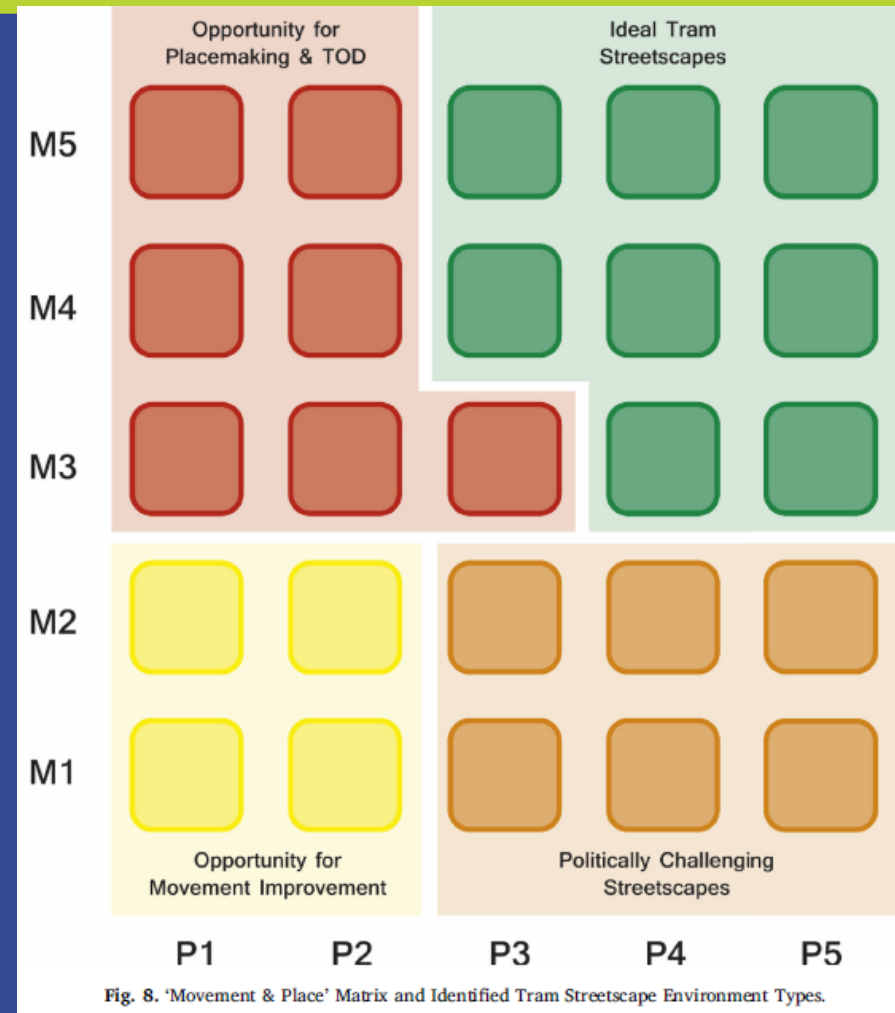 Opportunity for
Placemaking & TOD
Ideal Tram
Streetscapes
M5
M4
M3
M2
M1
Opportunity for
Movement Improvement
Politically Challenging
Streetscapes
P1 P2 P3 P4 P5
Fig. 8. ‘Movement & Place’ Matrix and Identified Tram Streetscape Environment Types.